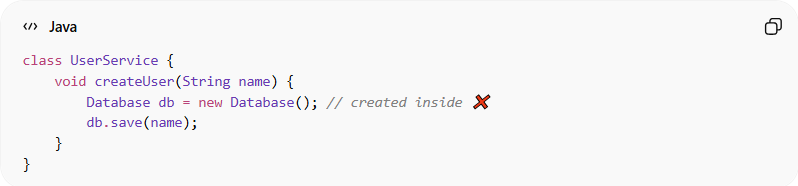 Java
class UserService {
    void createUser(String name) {
        Database db = new Database(); // created inside ❌
        db.save(name);
    }
}